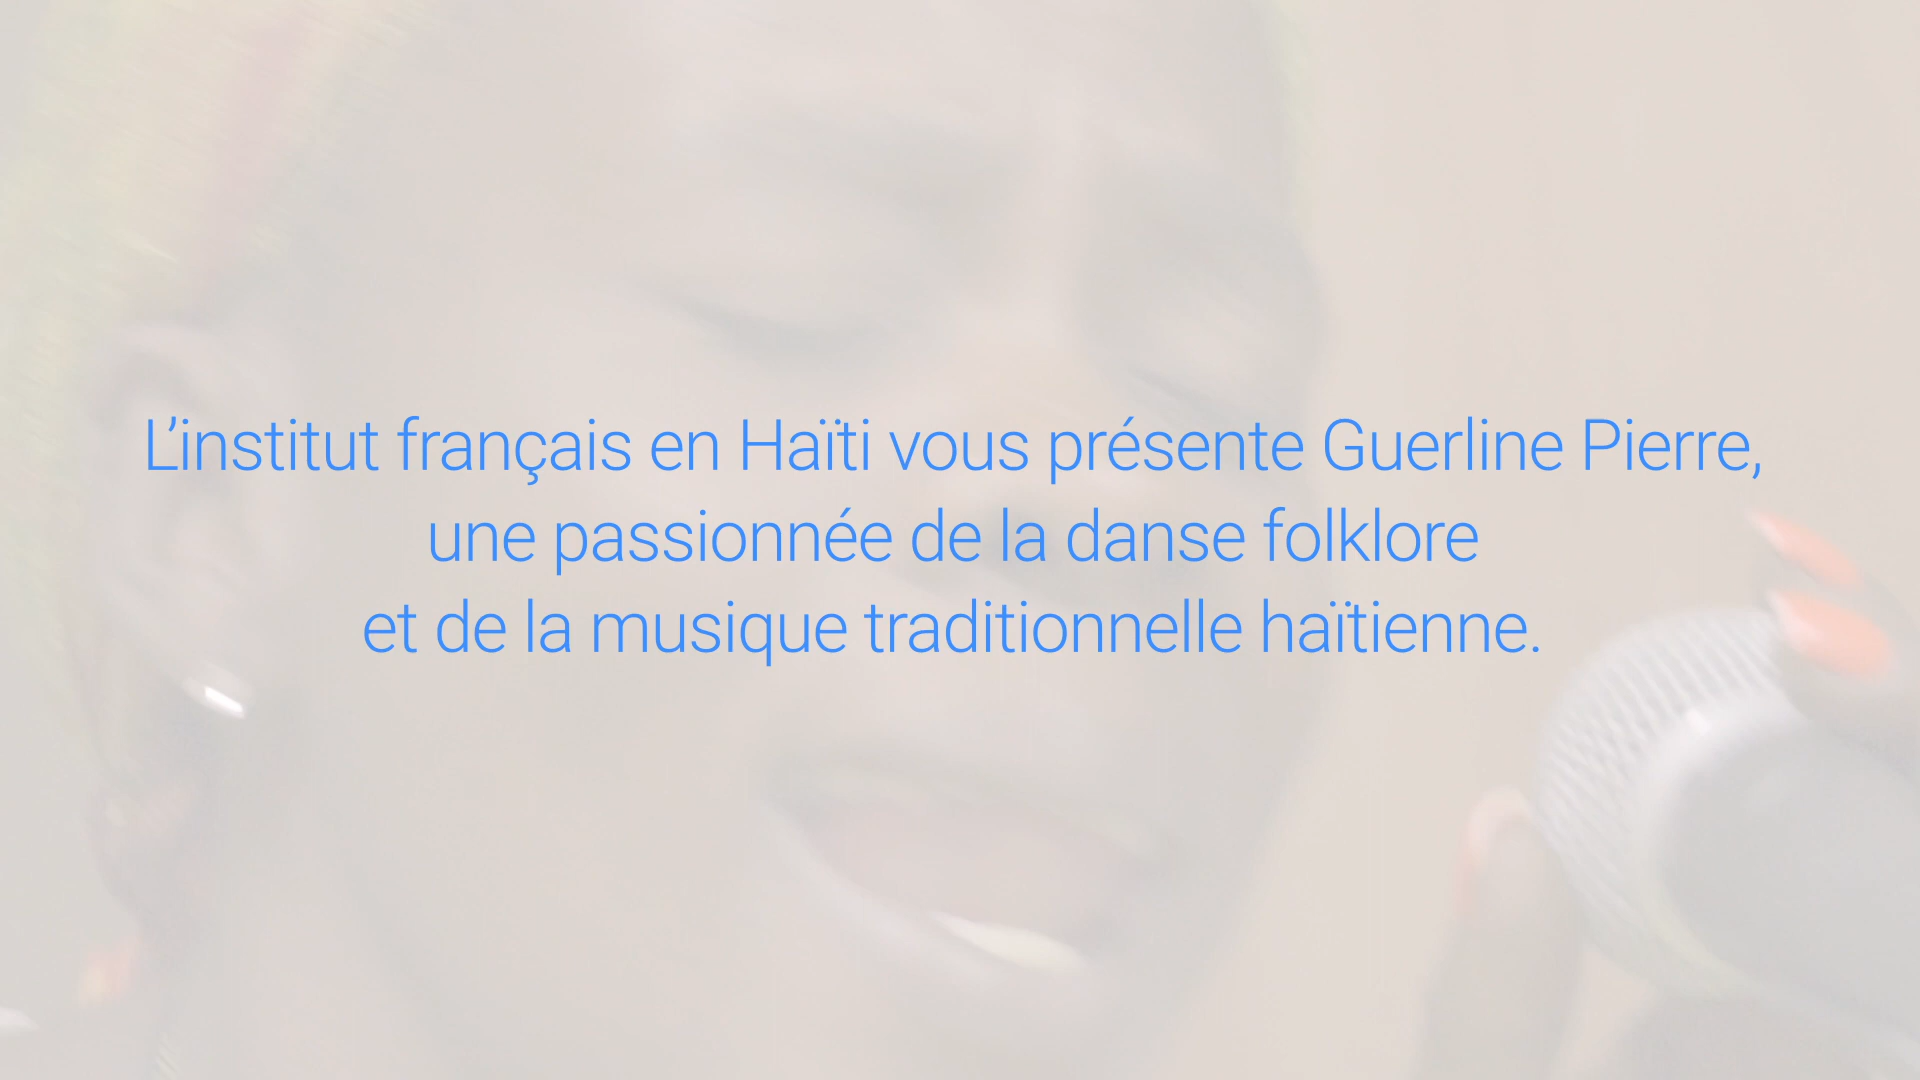 L’institut français en Haïti vous présente Guerline Pierre,
une passionnée de la danse folklore
et de la musique traditionnelle haïtienne.